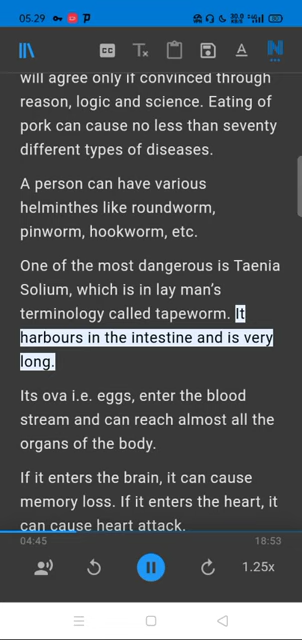 05.29
CC
will agree only if convinced through
reason, logic and science. Eating of
pork can cause no less than seventy
different types of diseases.
A person can have various
helminthes like roundworm,
pinworm, hookworm, etc.
One of the most dangerous is Taenia
Solium, which is in lay man's
terminology called tapeworm. It
harbours in the intestine and is very
long.
Its ova i.e. eggs, enter the blood
stream and can reach almost all the
organs of the body.
If it enters the brain, it can cause
memory loss. If it enters the heart, it
can cause heart attack.
04:45 18:53
1.25x